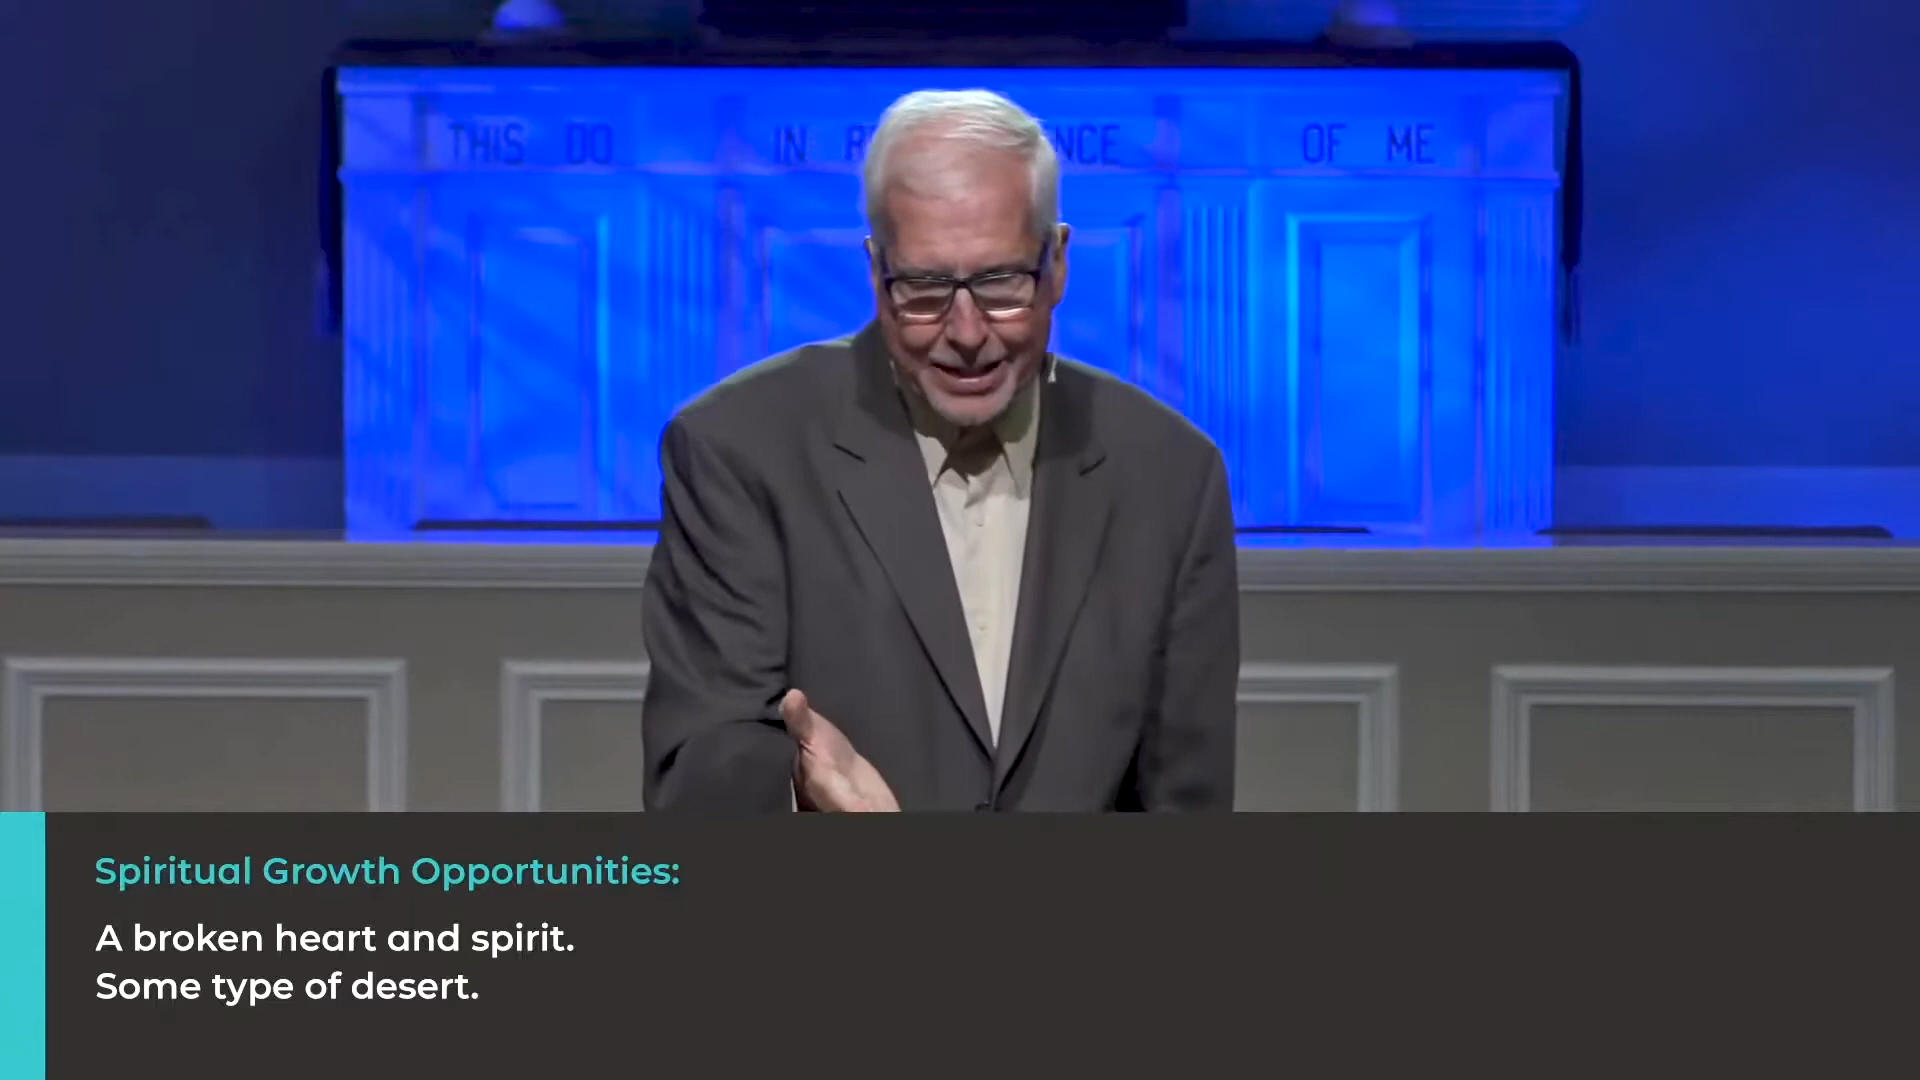 THIS DO IN OF ME
Spiritual Growth Opportunities:
A broken heart and spirit.
Some type of desert.